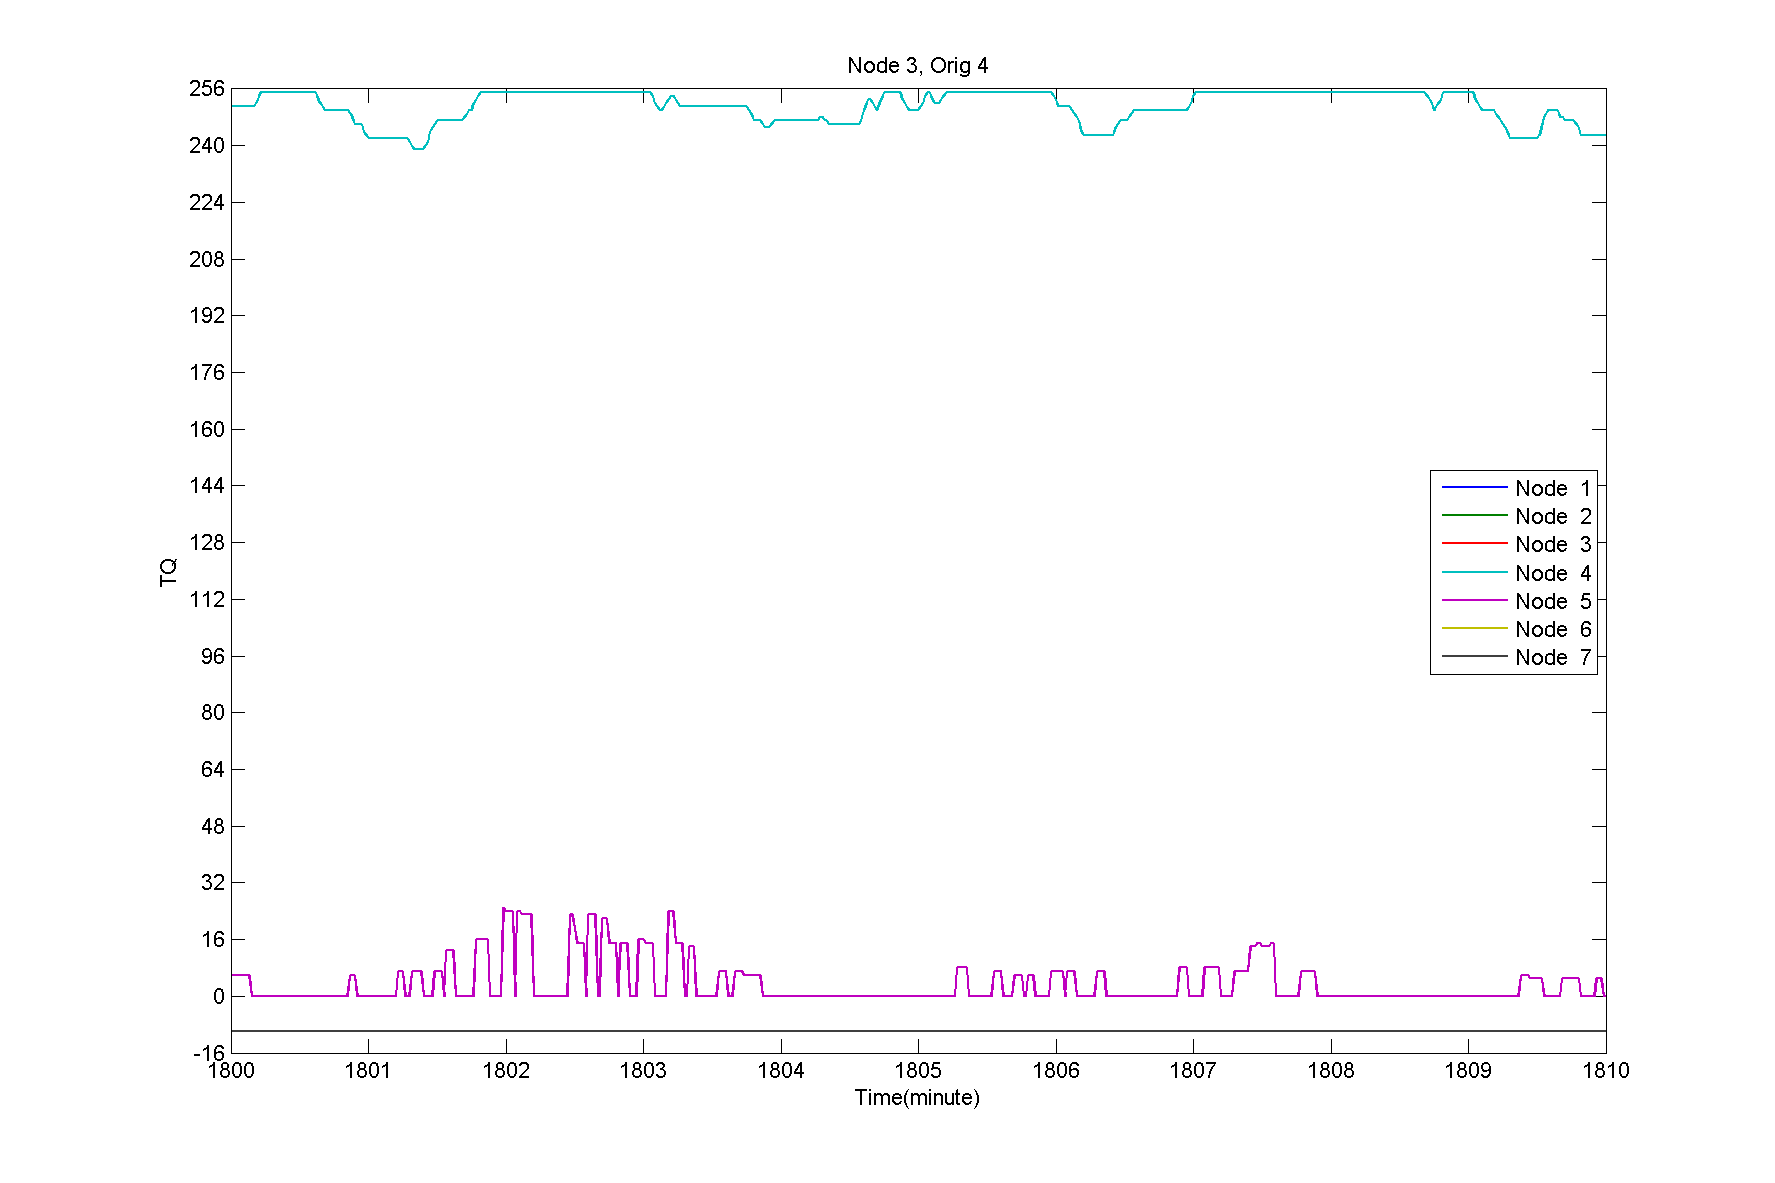 Node 3, Orig 4
256
240
224
208
192
176
160
144
128
112
96
80
64
48
32
16
0
-16
TQ
Node 1
Node 2
Node 3
Node 4
Node 5
Node 6
Node 7
1800 1801 1802 1803 1804 1805 1806 1807 1808 1809 1810
Time(minute)